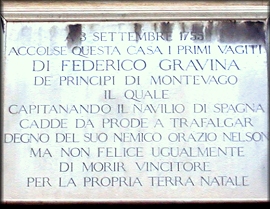 A 3 SETTEMBRE
ACCOLSE QUESTA CASA I PRIMI VAGITI
DI FEDERICO GRAVINA
DE PRINCIPI DI MONTEVAGO
IL QUALE
CAPITANANDO IL NAVILIO DI SPAGNA
CADDE DA PRODE A TRAFALGAR
DEGNO DEL SUO NEMICO ORAZIO NELSON
MA NON FELICE UGUALMENTE
DI MORIR VINCITORE
PER LA PROPRIA TERRA NATALE